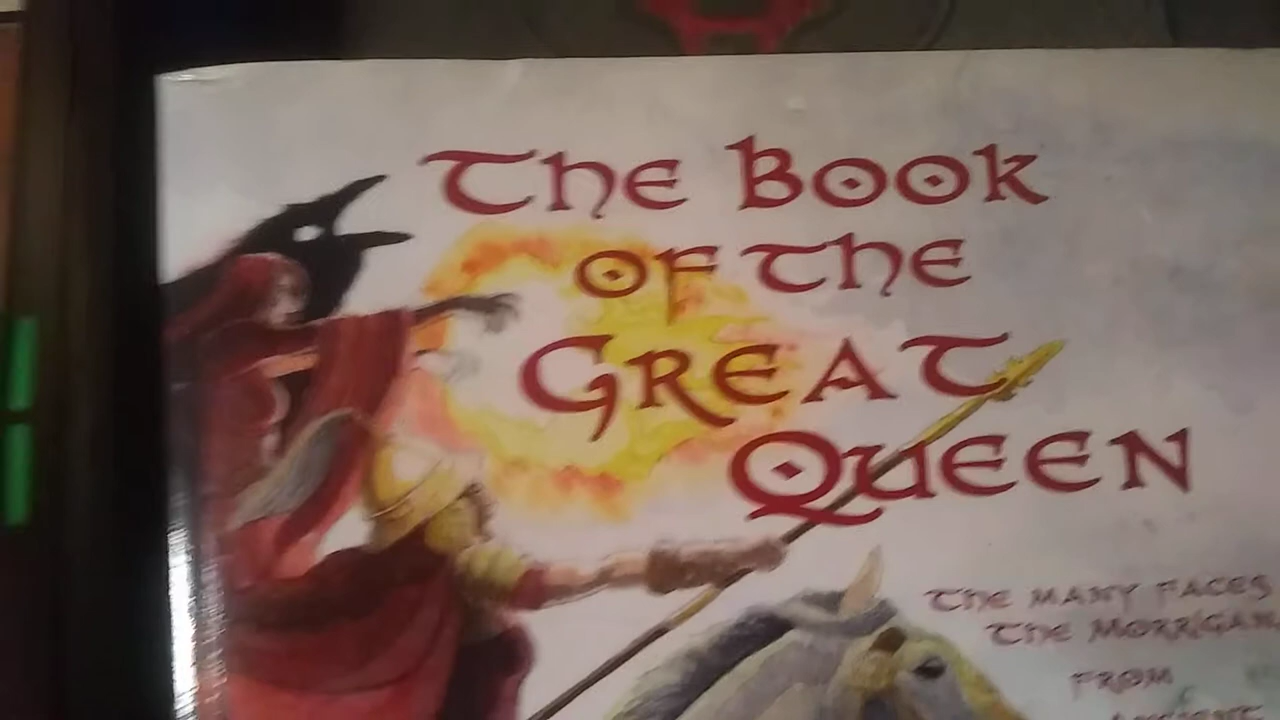 The Book
of the
Great
Queen
The Many Faces
The Morrigan
From